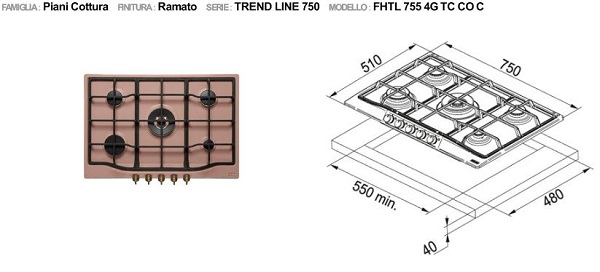 FAMIGLIA : Piani Cottura FINITURA : Ramato SERIE : TREND LINE 750 MODELLO : FHTL 755 4G TC CO C
510
750
550 min.
480
40